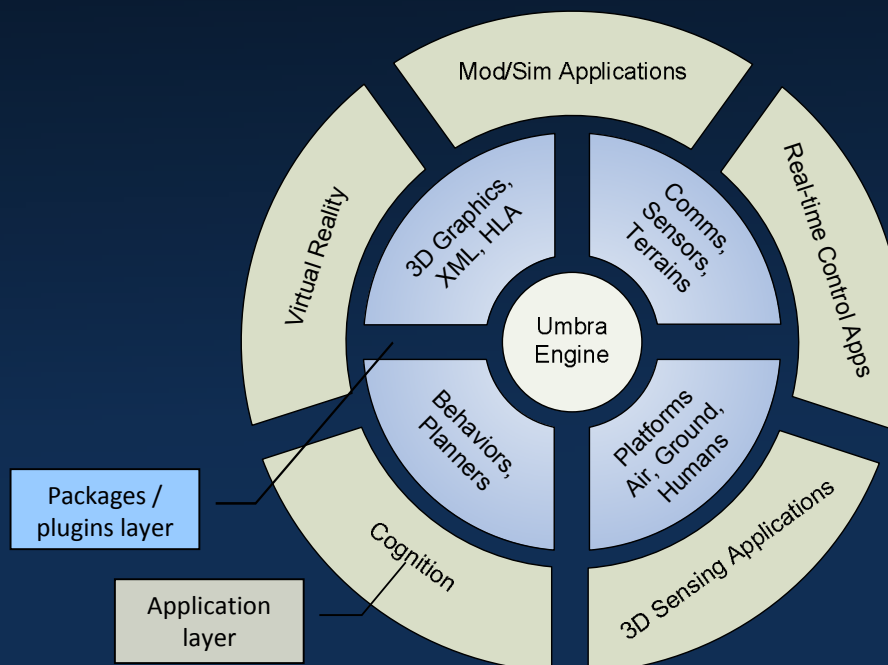 Mod/Sim Applications
Virtual Reality
3D Graphics,
XML, HLA
Comms,
Sensors,
Terrains
Real-time Control Apps
Umbra
Engine
Behaviors,
Planners
Platforms
Air, Ground,
Humans
Packages /
plugins layer
Cognition
3D Sensing Applications
Application
layer